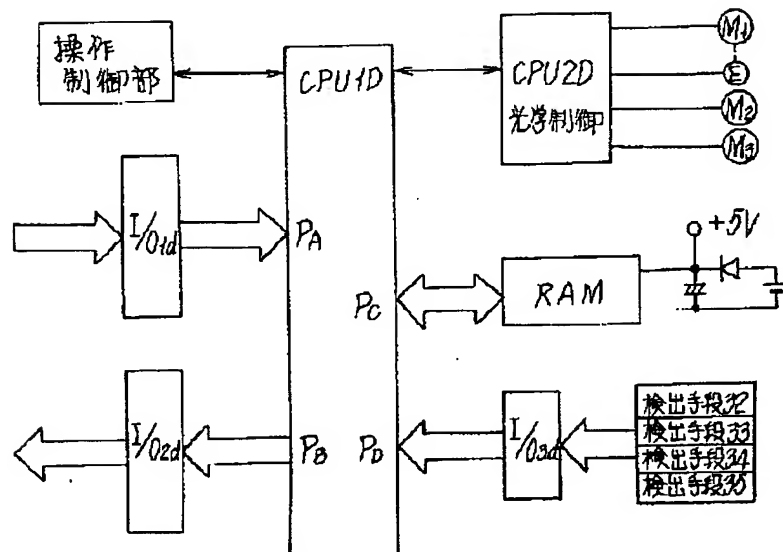 操作
制御部
CPU1D
CPU2D
光学制御
M1
E
M2
M3
I/O1d
PA
+5V
RAM
PC
I/O2d
PB
PD
I/O3d
検出手段32
検出手段33
検出手段34
検出手段35